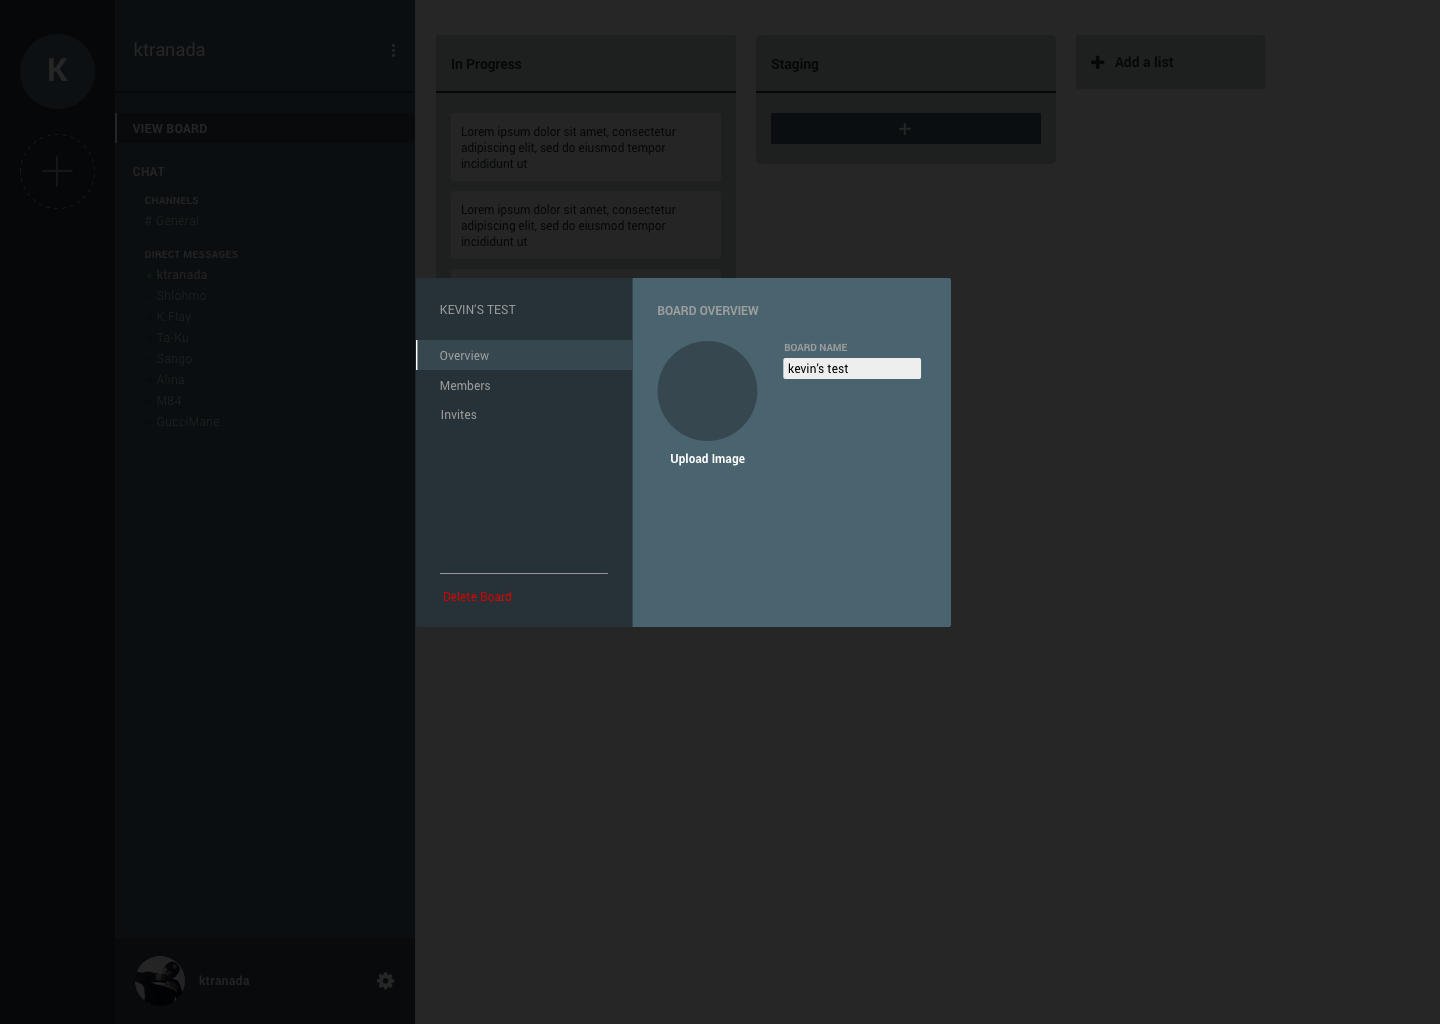 K
ktranada
VIEW BOARD
CHAT
CHANNELS
# General
DIRECT MESSAGES
ktranada
Shlohmo
K.Flay
Ta-Ku
Sango
Alina
M84
GucciMane
ktranada
In Progress
Lorem ipsum dolor sit amet, consectetur
adipiscing elit, sed do eiusmod tempor
incididunt ut
Lorem ipsum dolor sit amet, consectetur
adipiscing elit, sed do eiusmod tempor
incididunt ut
Staging
+
Add a list
KEVIN'S TEST
Overview
Members
Invites
Delete Board
BOARD OVERVIEW
Upload Image
BOARD NAME
kevin's test